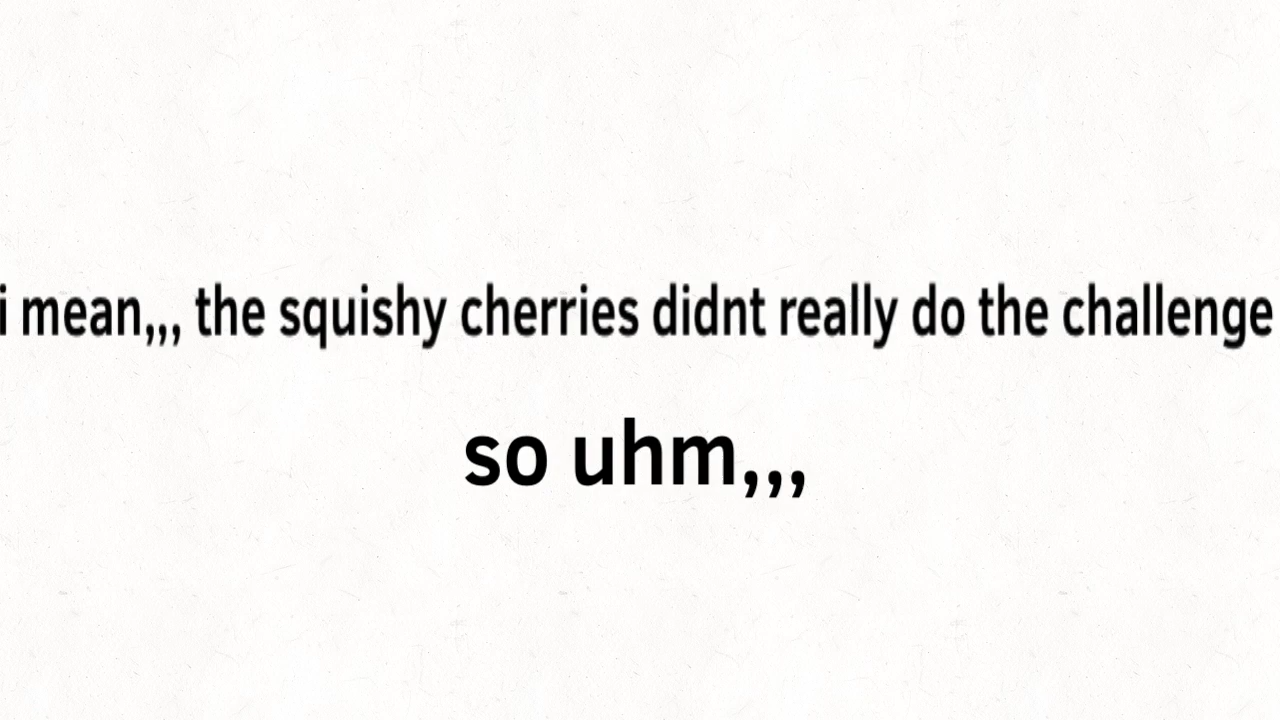 i mean,,, the squishy cherries didnt really do the challenge
so uhm,,,